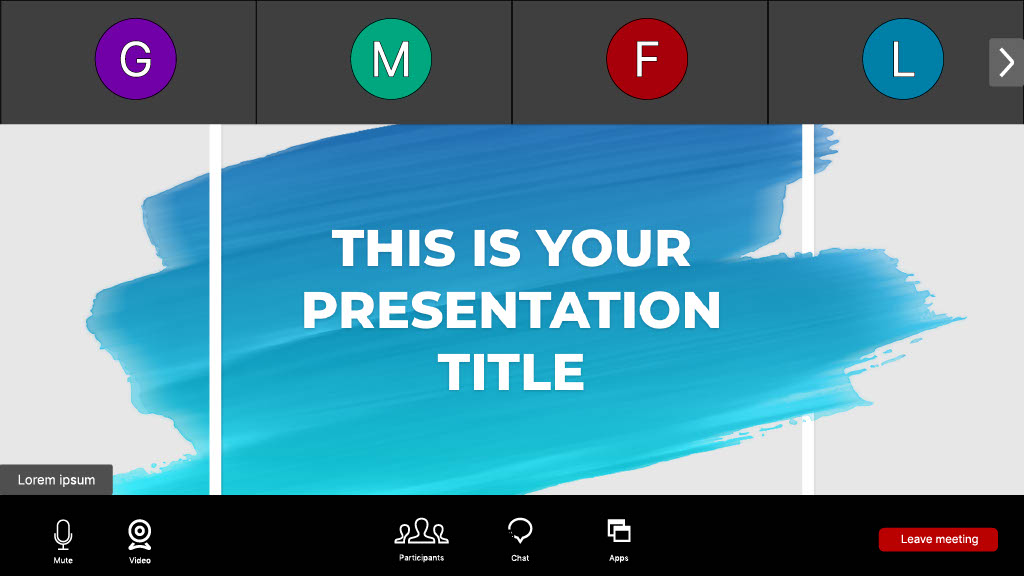 G
M
F
L
THIS IS YOUR
PRESENTATION
TITLE
Lorem ipsum
Mute
Video
Participants
Chat
Apps
Leave meeting